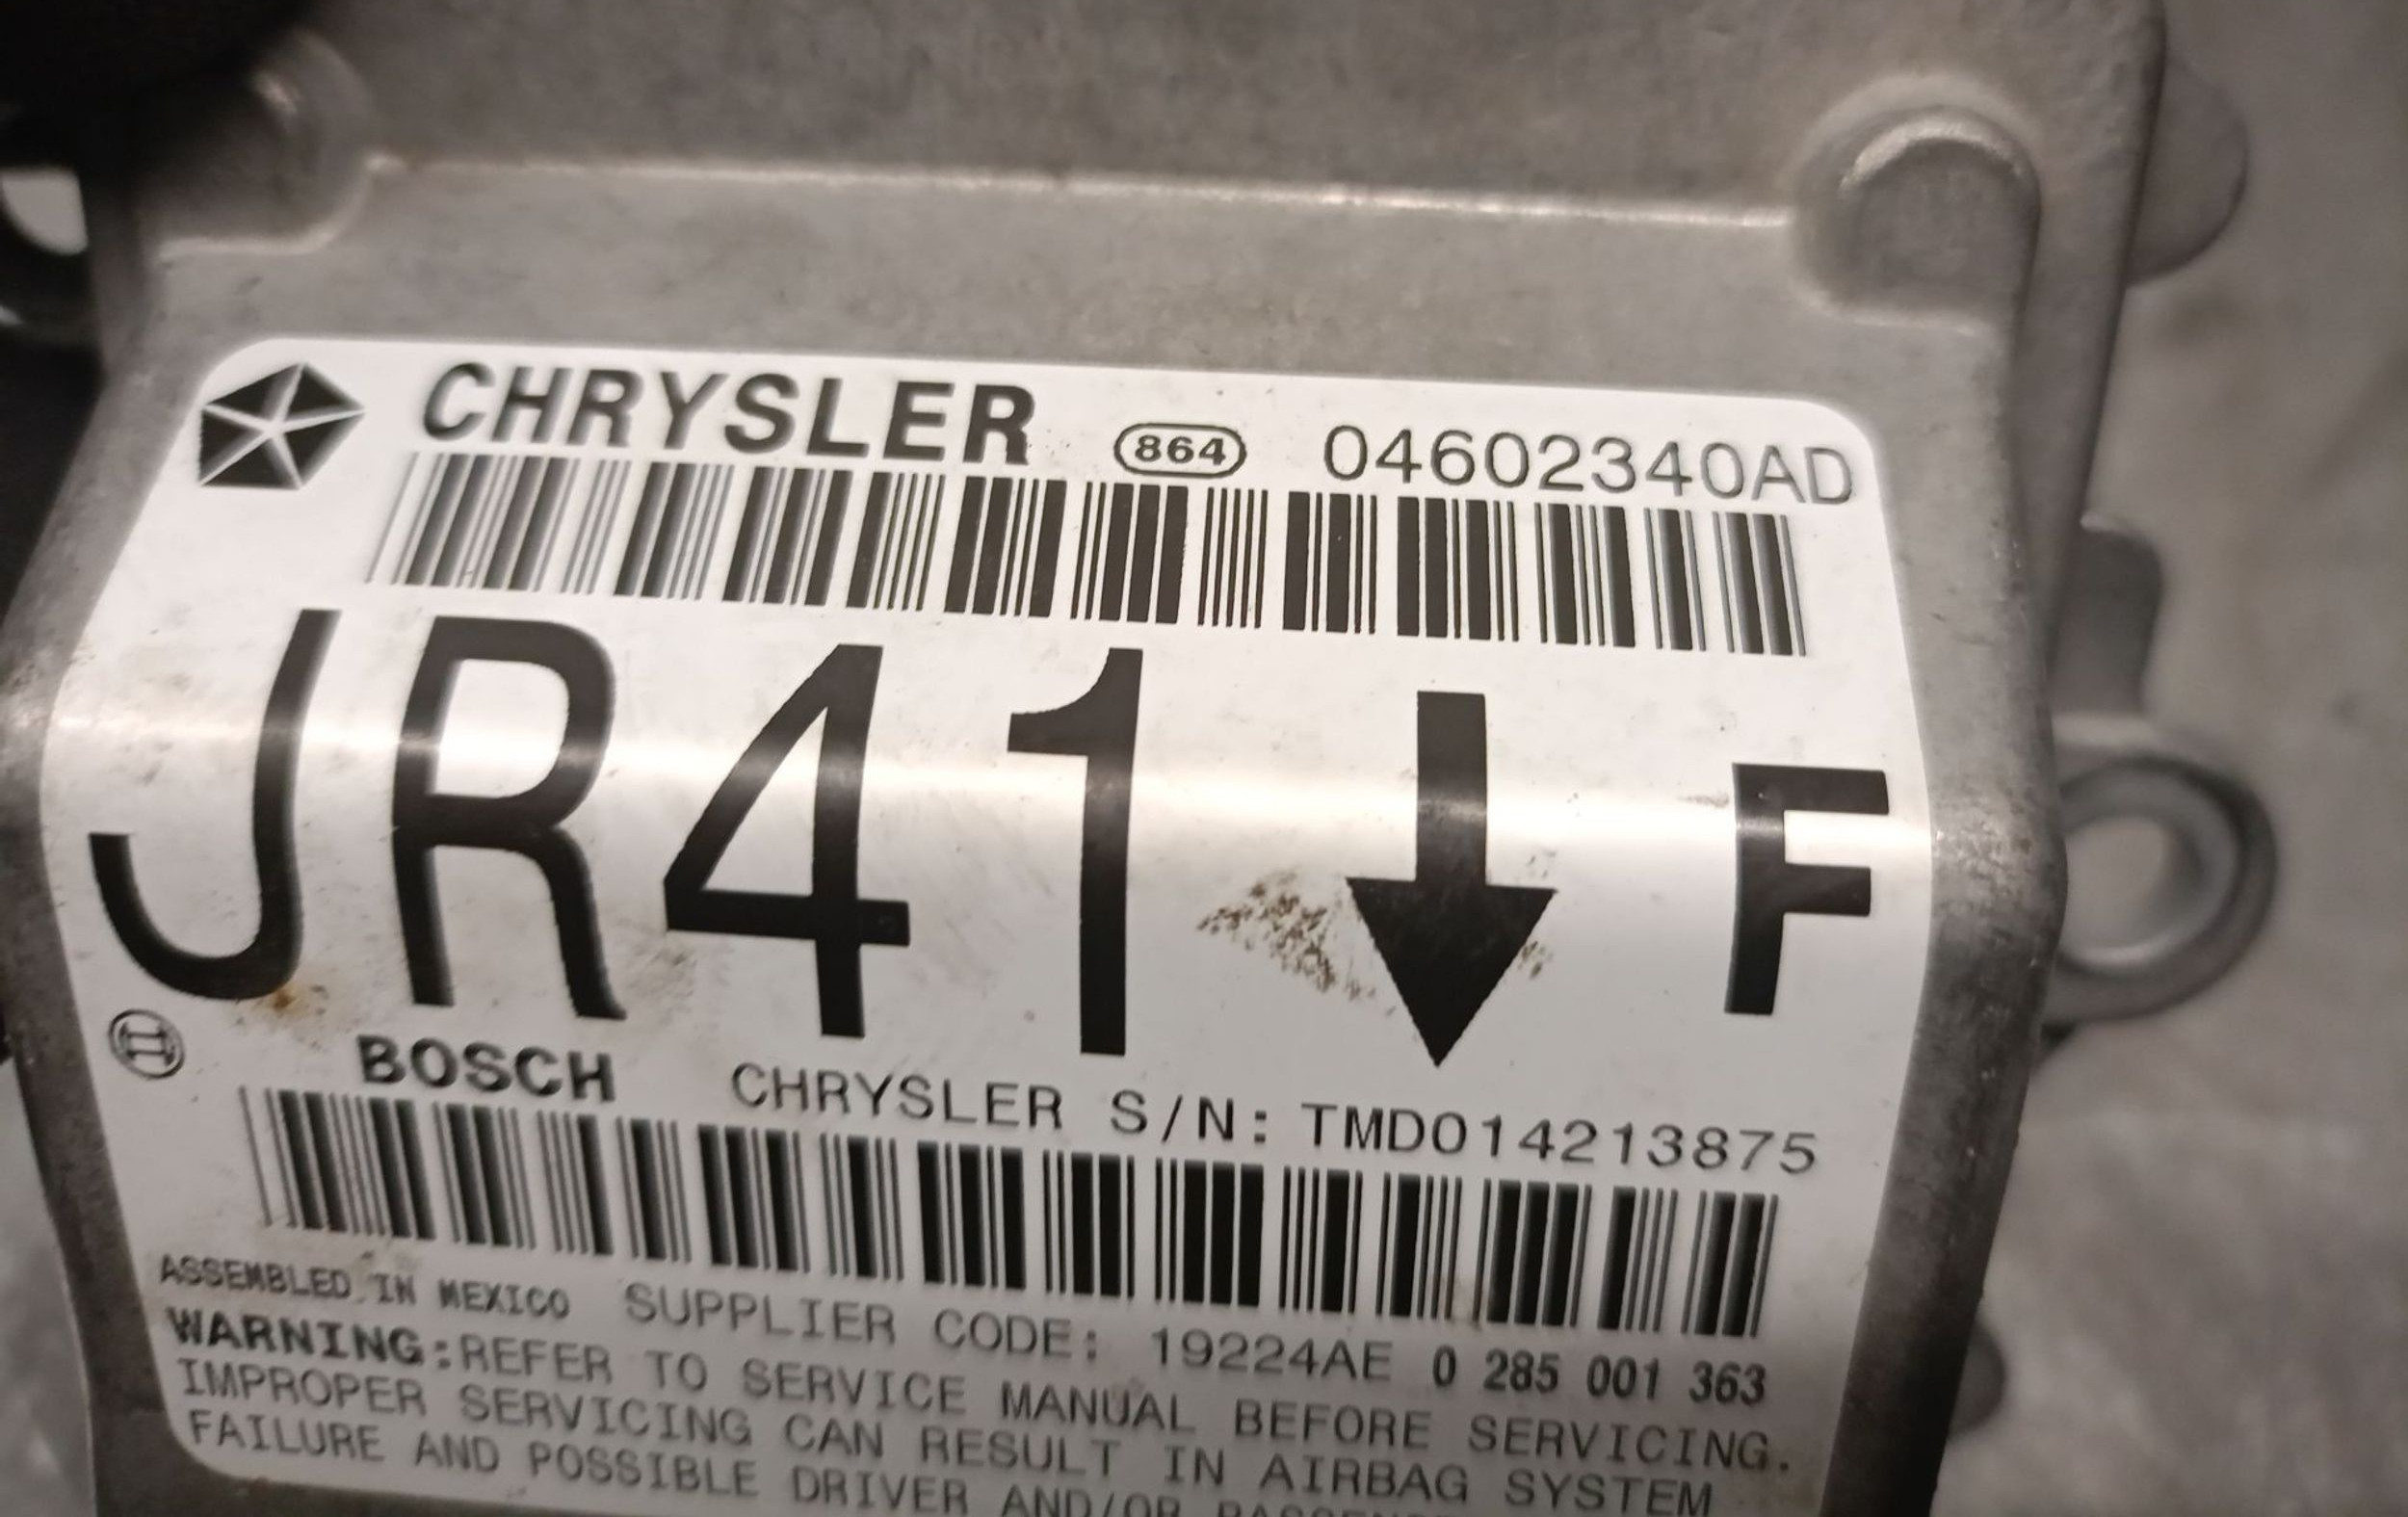 CHRYSLER 864 04602340AD
JR41 F
BOSCH CHRYSLER S/N: TMD014213875
ASSEMBLED IN MEXICO SUPPLIER CODE: 19224AE 0 285 001 363
WARNING:REFER TO SERVICE MANUAL BEFORE SERVICING.
IMPROPER SERVICING CAN RESULT IN AIRBAG SYSTEM
FAILURE AND POSSIBLE DRIVER AND/OR